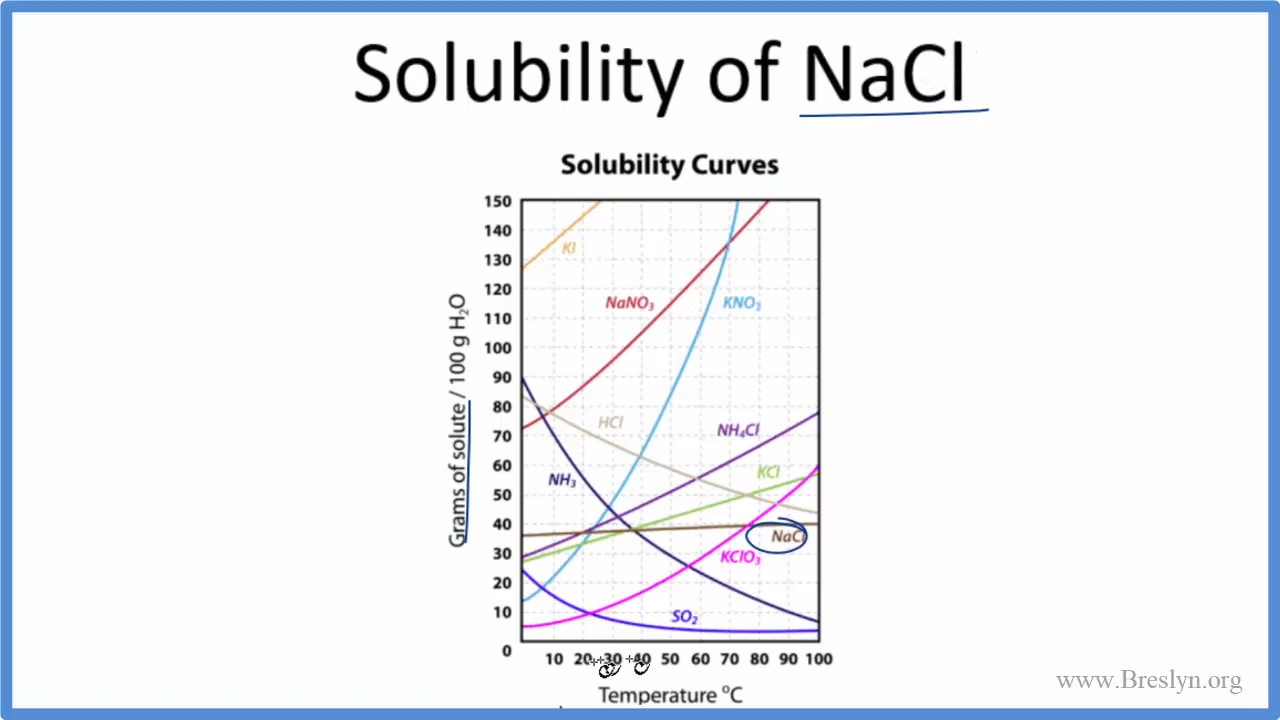 Solubility of NaCl
Solubility Curves
150
140
130
120
110
100
90
80
70
60
50
40
30
20
10
0
Grams of solute / 100 g H₂O
KI
NaNO₃
KNO₃
HCl
NH₄Cl
NH₃
KCl
NaCl
KClO₃
SO₂
10 20 30 40 50 60 70 80 90 100
Temperature °C
www.Breslyn.org